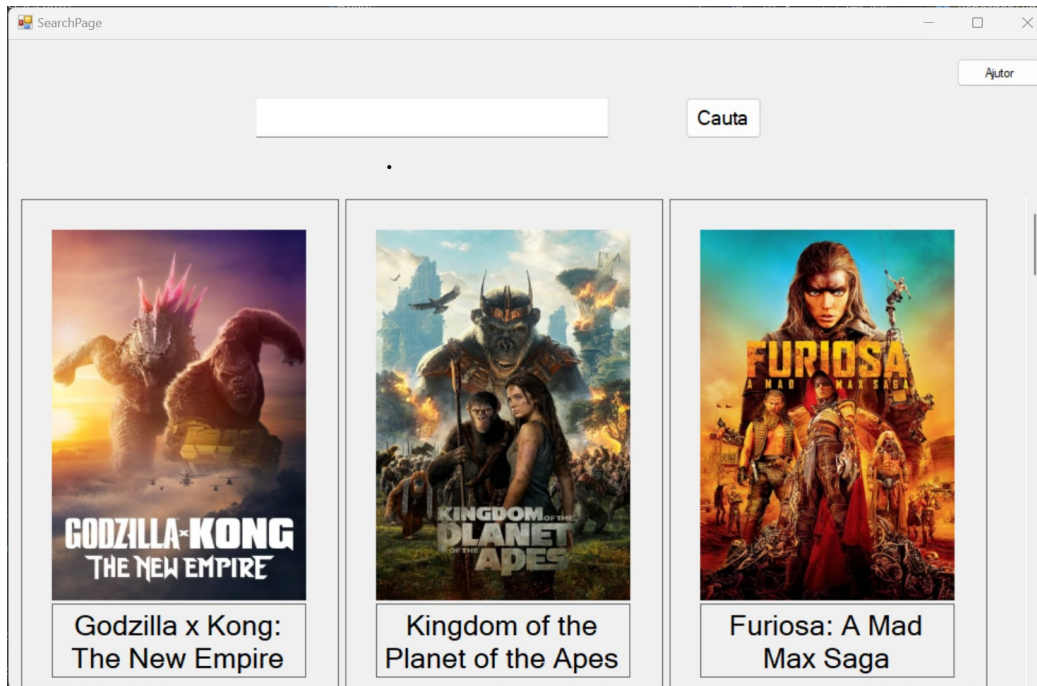 SearchPage
Ajutor
Cauta
.
GODZILLA x KONG
THE NEW EMPIRE
KINGDOM OF THE
PLANET
OF THE APES
FURIOSA
A MAD MAX SAGA
Godzilla x Kong:
The New Empire
Kingdom of the
Planet of the Apes
Furiosa: A Mad
Max Saga